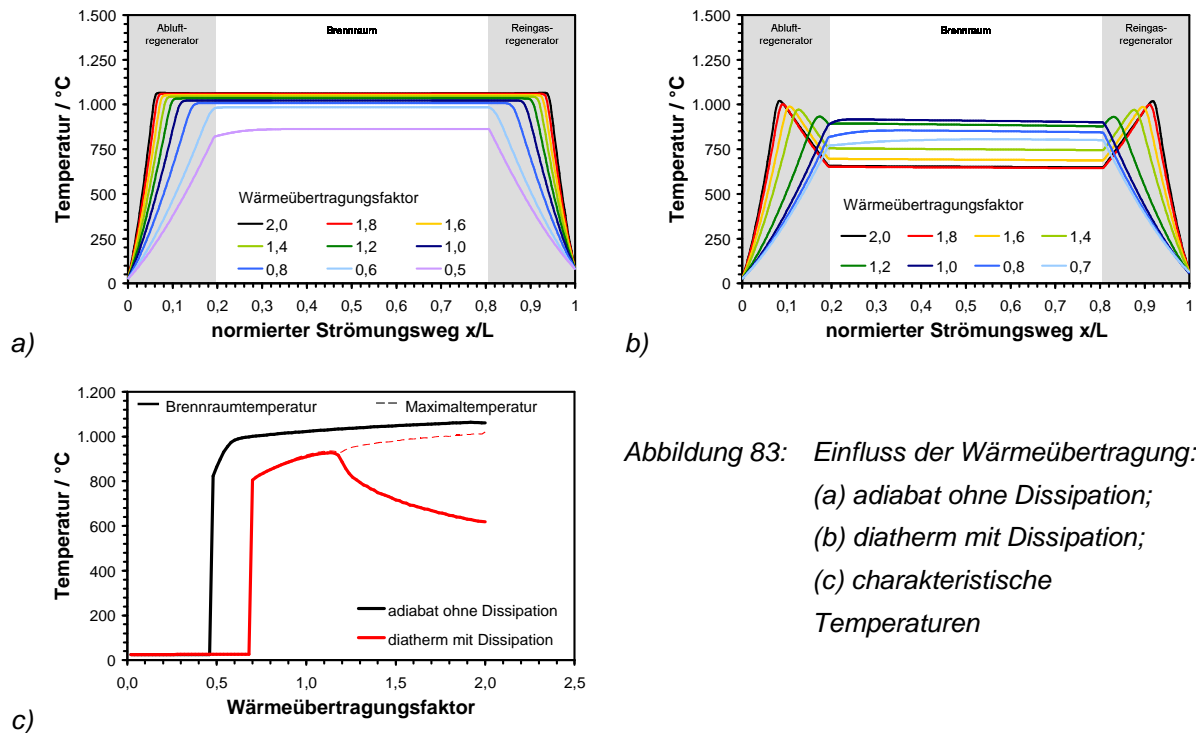 1.500
1.250
1.000
750
500
250
0
Temperatur / °C
Abluft-
regenerator
Brennraum
Reingas-
regenerator
Wärmeübertragungsfaktor
2,0 1,8 1,6
1,4 1,2 1,0
0,8 0,6 0,5
0 0,1 0,2 0,3 0,4 0,5 0,6 0,7 0,8 0,9 1
normierter Strömungsweg x/L
a)
1.500
1.250
1.000
750
500
250
0
Temperatur / °C
Abluft-
regenerator
Brennraum
Reingas-
regenerator
Wärmeübertragungsfaktor
2,0 1,8 1,6 1,4
1,2 1,0 0,8 0,7
0 0,1 0,2 0,3 0,4 0,5 0,6 0,7 0,8 0,9 1
normierter Strömungsweg x/L
b)
1.200
1.000
800
600
400
200
0
Temperatur / °C
Brennraumtemperatur Maximaltemperatur
adiabat ohne Dissipation
diatherm mit Dissipation
0,0 0,5 1,0 1,5 2,0 2,5
Wärmeübertragungsfaktor
c)
Abbildung 83: Einfluss der Wärmeübertragung:
(a) adiabat ohne Dissipation;
(b) diatherm mit Dissipation;
(c) charakteristische
Temperaturen